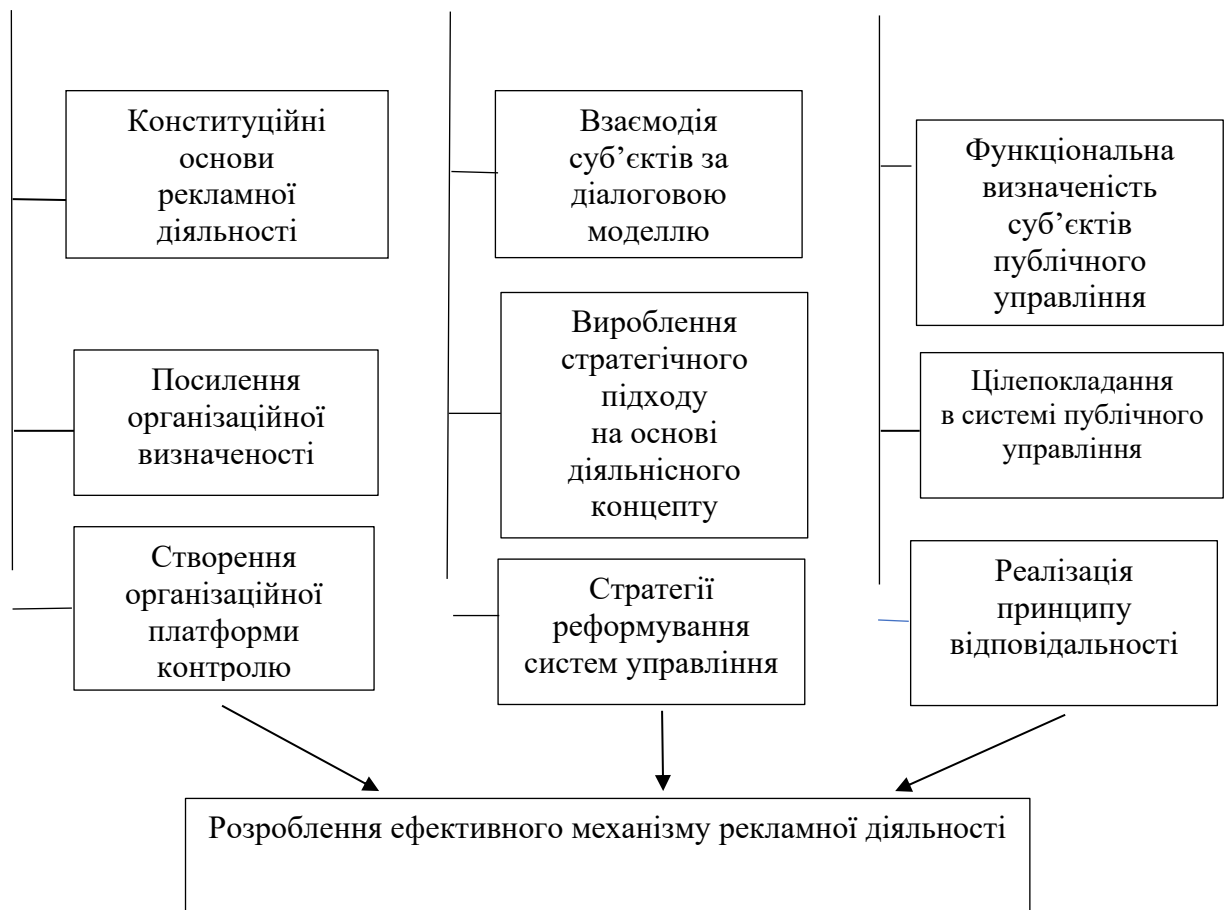 Конституційні
основи
рекламної
діяльності
Посилення
організаційної
визначеності
Створення
організаційної
платформи
контролю
Взаємодія
суб’єктів за
діалоговою
моделлю
Вироблення
стратегічного
підходу
на основі
діяльнісного
концепту
Стратегії
реформування
систем управління
Функціональна
визначеність
суб’єктів
публічного
управління
Цілепокладання
в системі публічного
управління
Реалізація
принципу
відповідальності
Розроблення ефективного механізму рекламної діяльності